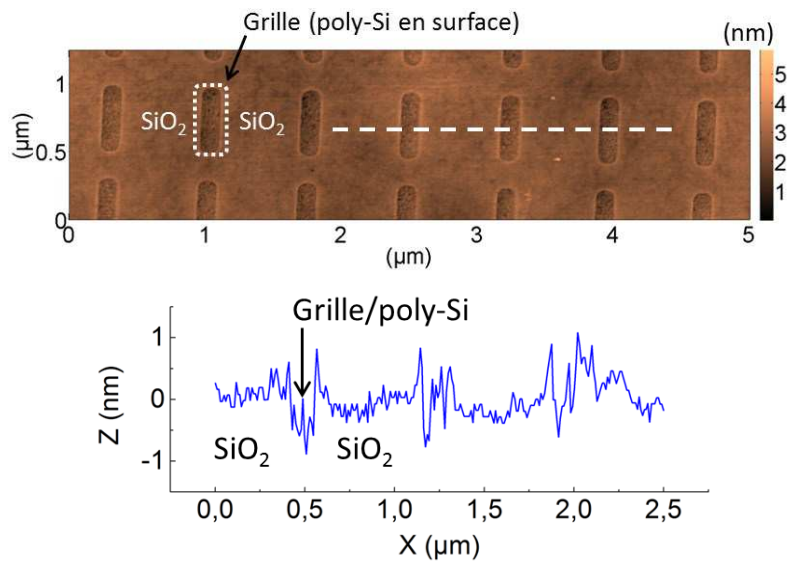 Grille (poly-Si en surface)
(nm)
1
0.5
0
(µm)
SiO₂ SiO₂
5
4
3
2
1
0 1 2 3 4 5
(µm)
Grille/poly-Si
1
0
-1
Z (nm)
SiO₂ SiO₂
0,0 0,5 1,0 1,5 2,0 2,5
X (µm)